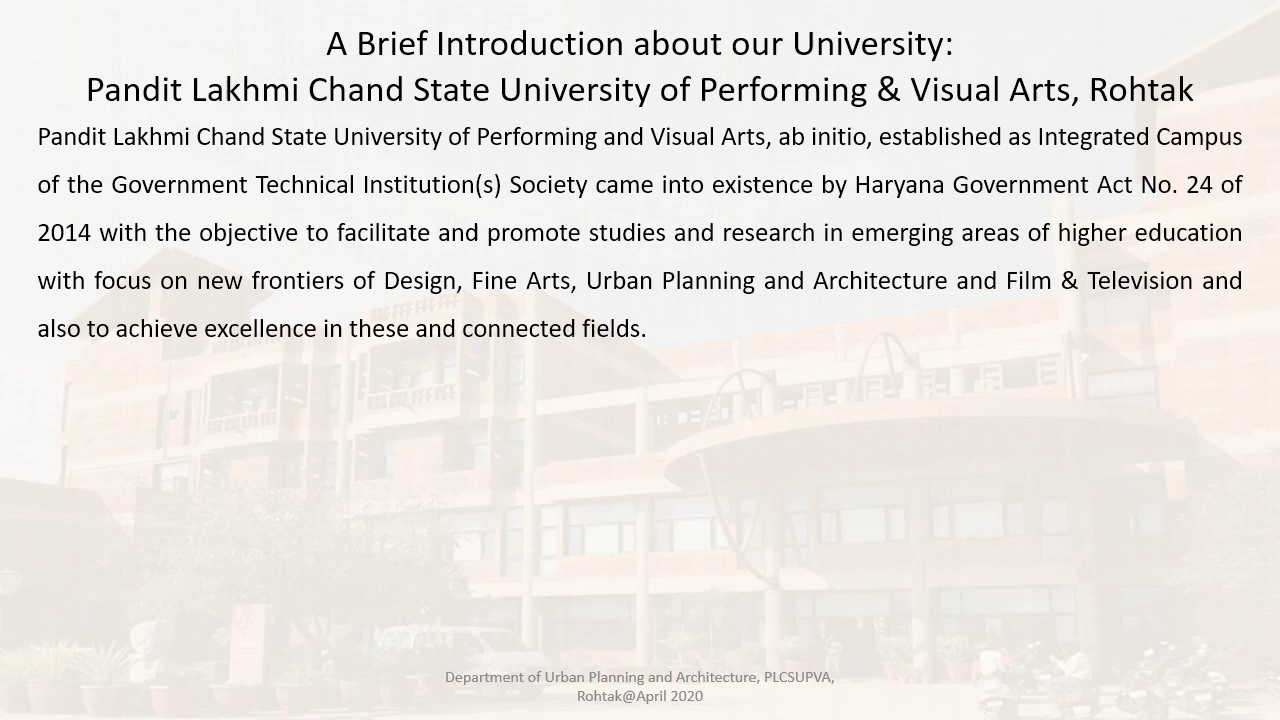 A Brief Introduction about our University:
Pandit Lakhmi Chand State University of Performing & Visual Arts, Rohtak
Pandit Lakhmi Chand State University of Performing and Visual Arts, ab initio, established as Integrated Campus
of the Government Technical Institution(s) Society came into existence by Haryana Government Act No. 24 of
2014 with the objective to facilitate and promote studies and research in emerging areas of higher education
with focus on new frontiers of Design, Fine Arts, Urban Planning and Architecture and Film & Television and
also to achieve excellence in these and connected fields.
Department of Urban Planning and Architecture, PLCSUPVA,
Rohtak@April 2020